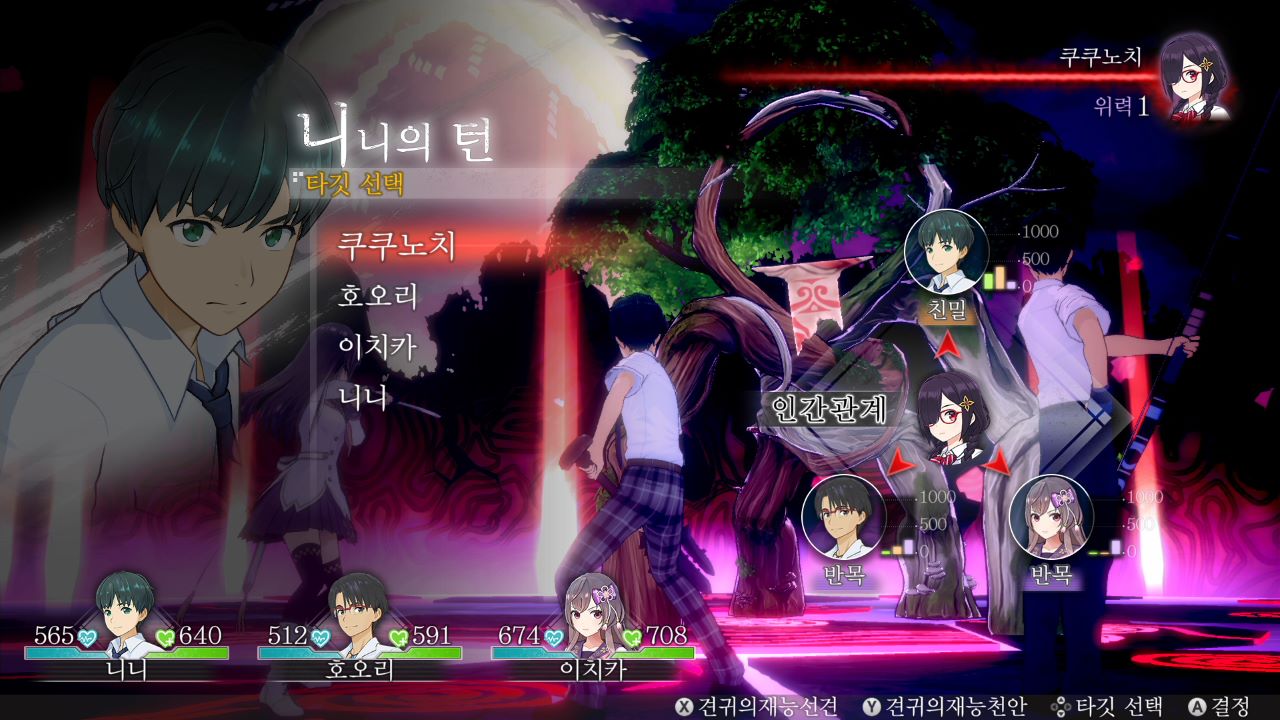 쿠쿠노치
위력 1
니니의 턴
타깃 선택
쿠쿠노치
호오리
이치카
니니
1000
500
0
친밀
인간관계
1000
500
0
반목
1000
500
0
반목
565 640
니니
512 591
호오리
674 708
이치카
X 견귀의재능선견 Y 견귀의재능천안 타깃 선택 A 결정